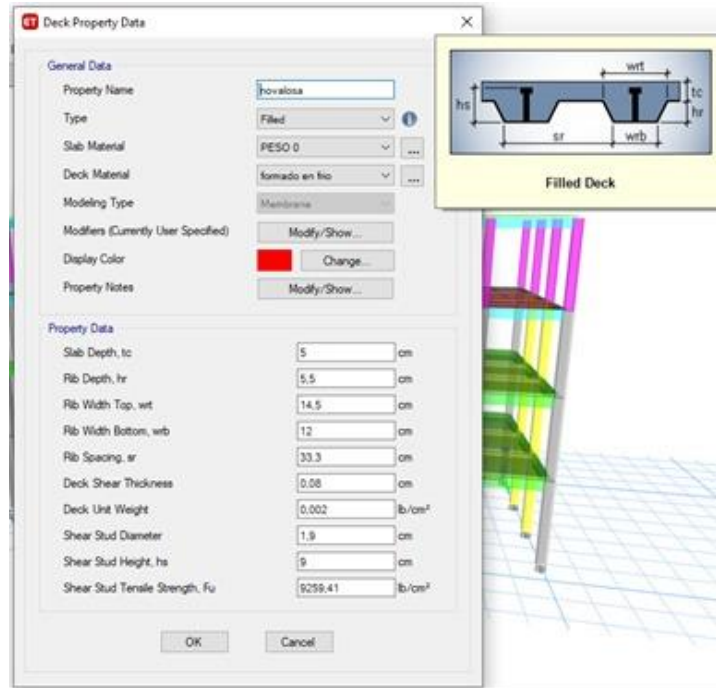 ET Deck Property Data
General Data
Property Name novalosa
Type Filled
Slab Material PESO 0 ...
Deck Material formado en frio ...
Modeling Type Membrane
Modifiers (Currently User Specified) Modify/Show...
Display Color Change...
Property Notes Modify/Show...
Property Data
Slab Depth, tc 5 cm
Rib Depth, hr 5,5 cm
Rib Width Top, wrt 14,5 cm
Rib Width Bottom, wrb 12 cm
Rib Spacing, sr 33,3 cm
Deck Shear Thickness 0,08 cm
Deck Unit Weight 0,002 lb/cm²
Shear Stud Diameter 1,9 cm
Shear Stud Height, hs 9 cm
Shear Stud Tensile Strength, Fu 9259,41 lb/cm²
OK Cancel
wrt
tc
hs
hr
sr wrb
Filled Deck